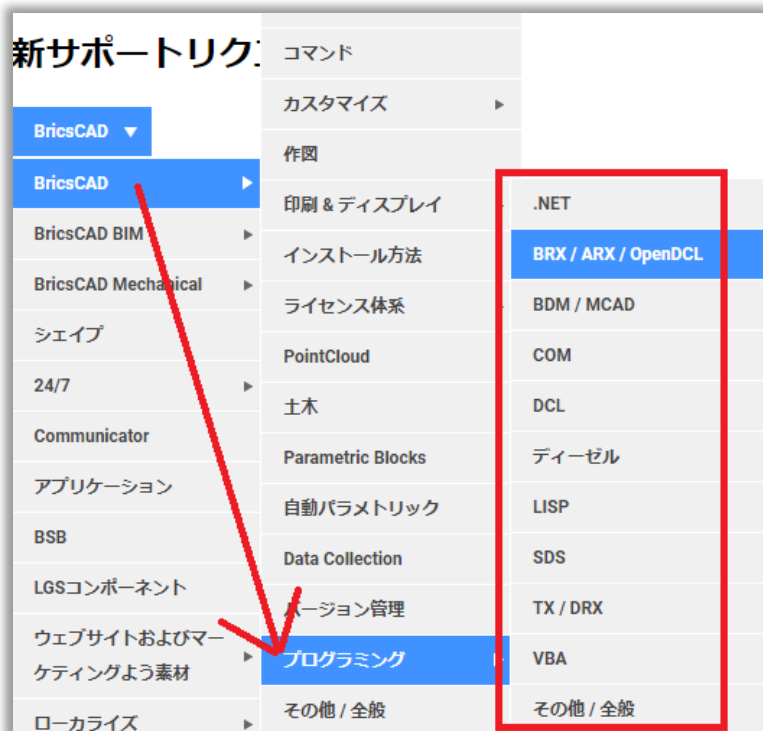 新サポートリクエ
BricsCAD ▼
BricsCAD
BricsCAD BIM
BricsCAD Mechanical
シェイプ
24/7
Communicator
アプリケーション
BSB
LGSコンポーネント
ウェブサイトおよびマー
ケティングよう素材
ローカライズ
コマンド
カスタマイズ
作図
印刷 & ディスプレイ
インストール方法
ライセンス体系
PointCloud
土木
Parametric Blocks
自動パラメトリック
Data Collection
バージョン管理
プログラミング
その他 / 全般
.NET
BRX / ARX / OpenDCL
BDM / MCAD
COM
DCL
ディーゼル
LISP
SDS
TX / DRX
VBA
その他 / 全般